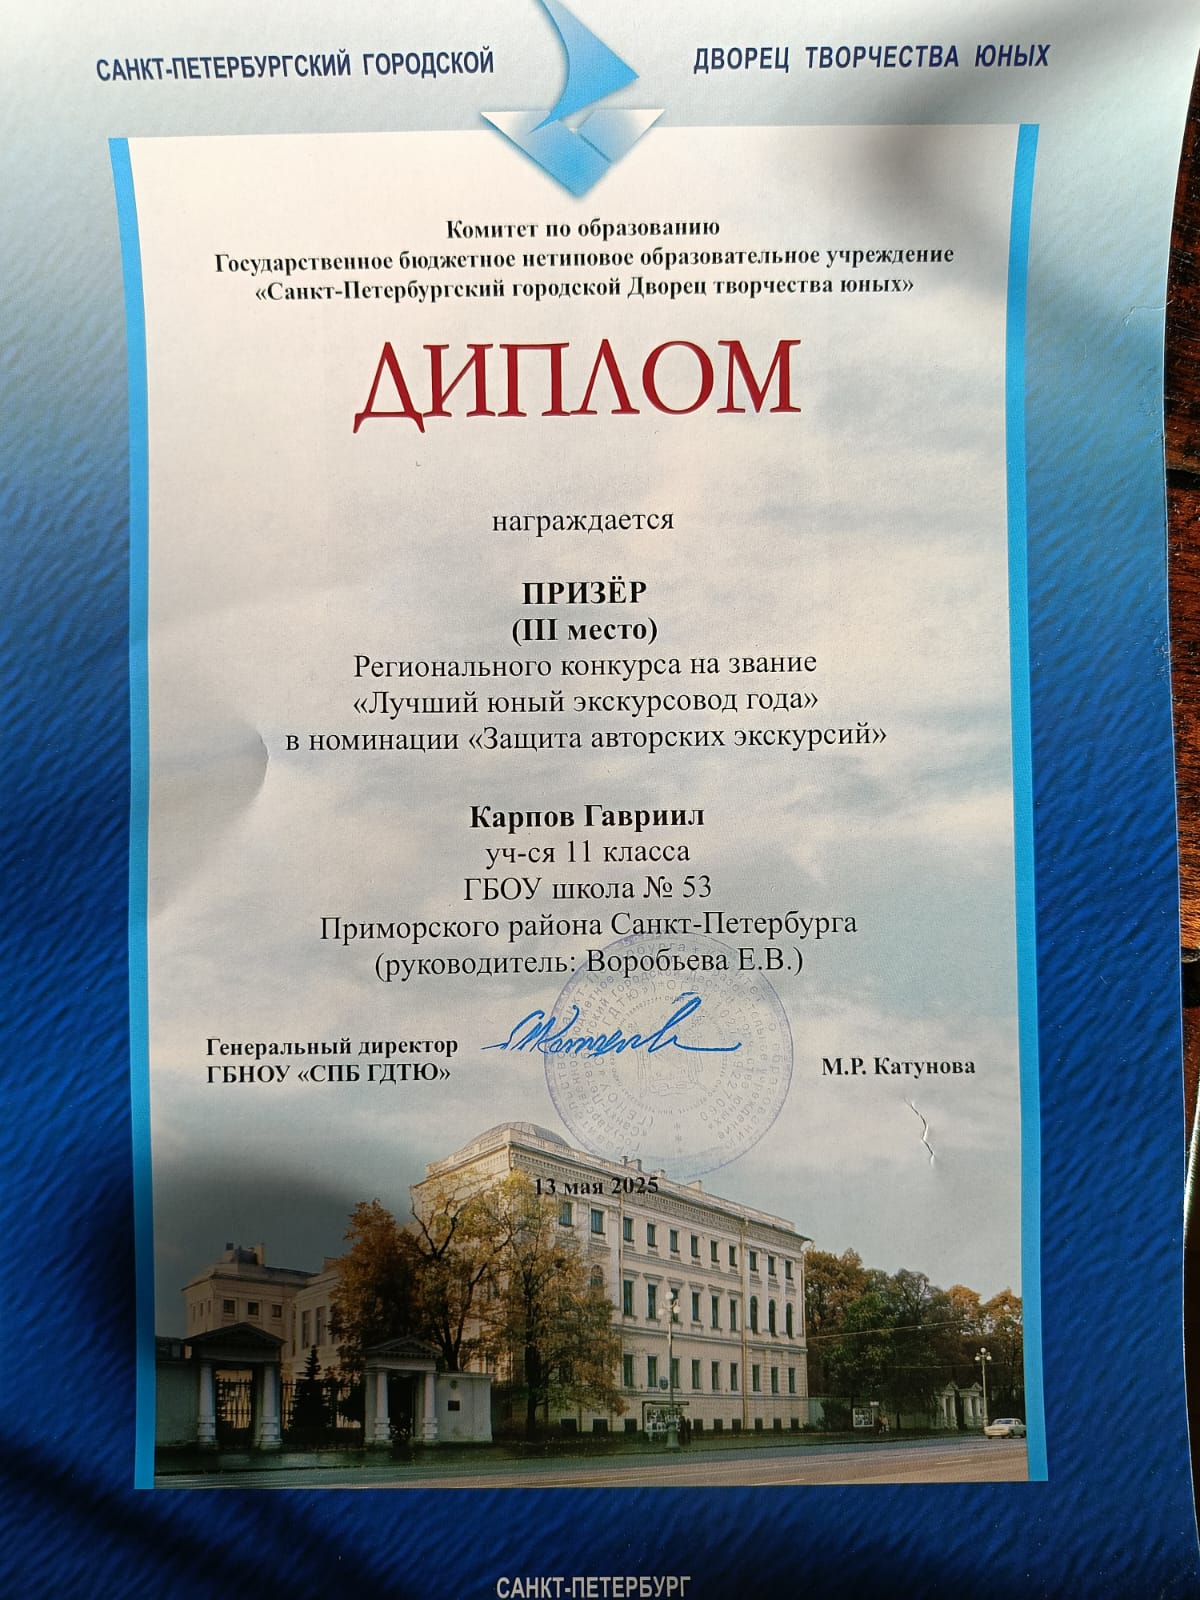 САНКТ-ПЕТЕРБУРГСКИЙ ГОРОДСКОЙ ДВОРЕЦ ТВОРЧЕСТВА ЮНЫХ
Комитет по образованию
Государственное бюджетное нетиповое образовательное учреждение
«Санкт-Петербургский городской Дворец творчества юных»
ДИПЛОМ
награждается
ПРИЗЁР
(III место)
Регионального конкурса на звание
«Лучший юный экскурсовод года»
в номинации «Защита авторских экскурсий»
Карпов Гавриил
уч-ся 11 класса
ГБОУ школа № 53
Приморского района Санкт-Петербурга
(руководитель: Воробьева Е.В.)
Генеральный директор
ГБНОУ «СПБ ГДТЮ»
М.Р. Катунова
13 мая 2025
САНКТ-ПЕТЕРБУРГ